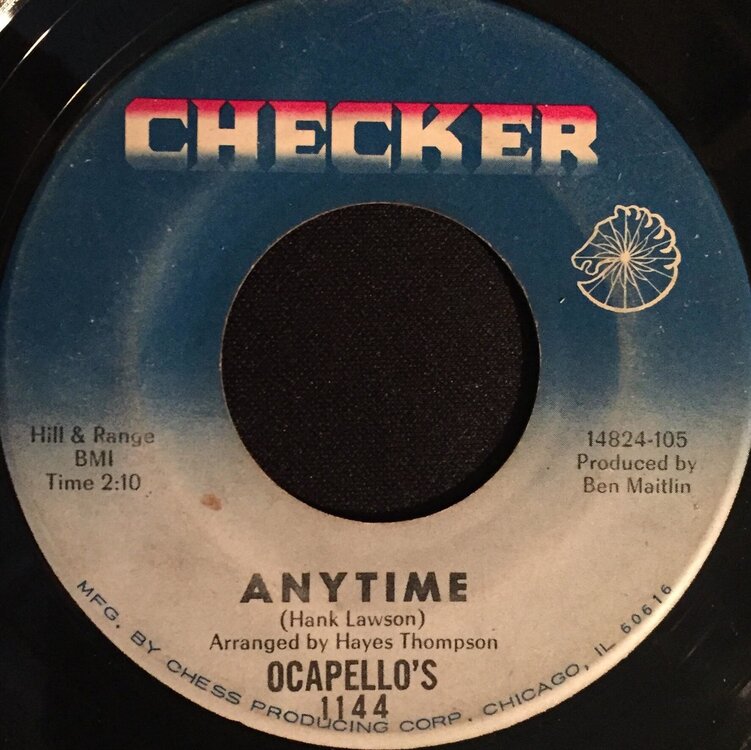 CHECKER
Hill & Range
BMI
Time 2:10
14824-105
Produced by
Ben Maitlin
ANYTIME
(Hank Lawson)
Arranged by Hayes Thompson
OCAPELLO'S
1144
MFG. BY CHESS PRODUCING CORP. CHICAGO, IL 60616